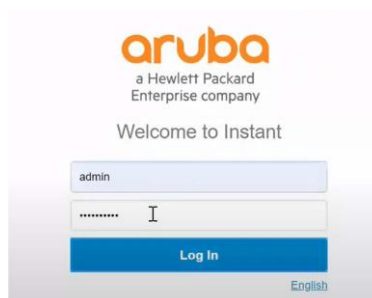 aruba
a Hewlett Packard
Enterprise company
Welcome to Instant
admin
••••••••••
Log In
English